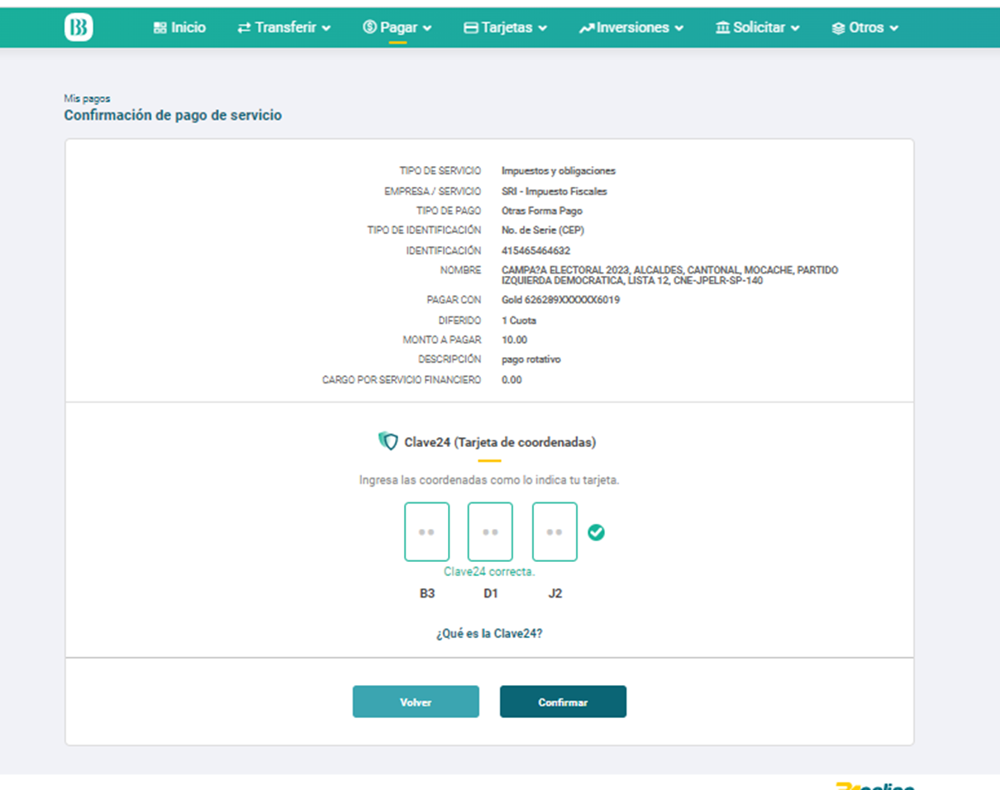 B
Inicio
Transferir
Pagar
Tarjetas
Inversiones
Solicitar
Otros
Mis pagos
Confirmación de pago de servicio
TIPO DE SERVICIO Impuestos y obligaciones
EMPRESA / SERVICIO SRI - Impuesto Fiscales
TIPO DE PAGO Otras Forma Pago
TIPO DE IDENTIFICACIÓN No. de Serie (CEP)
IDENTIFICACIÓN 415465464632
NOMBRE CAMPA?A ELECTORAL 2023, ALCALDES, CANTONAL, MOCACHE, PARTIDO
IZQUIERDA DEMOCRATICA, LISTA 12, CNE-JPELR-SP-140
PAGAR CON Gold 626289XXXXXX6019
DIFERIDO 1 Cuota
MONTO A PAGAR 10.00
DESCRIPCIÓN pago rotativo
CARGO POR SERVICIO FINANCIERO 0.00
Clave24 (Tarjeta de coordenadas)
Ingresa las coordenadas como lo indica tu tarjeta.
Clave24 correcta.
B3 D1 J2
¿Qué es la Clave24?
Volver Confirmar